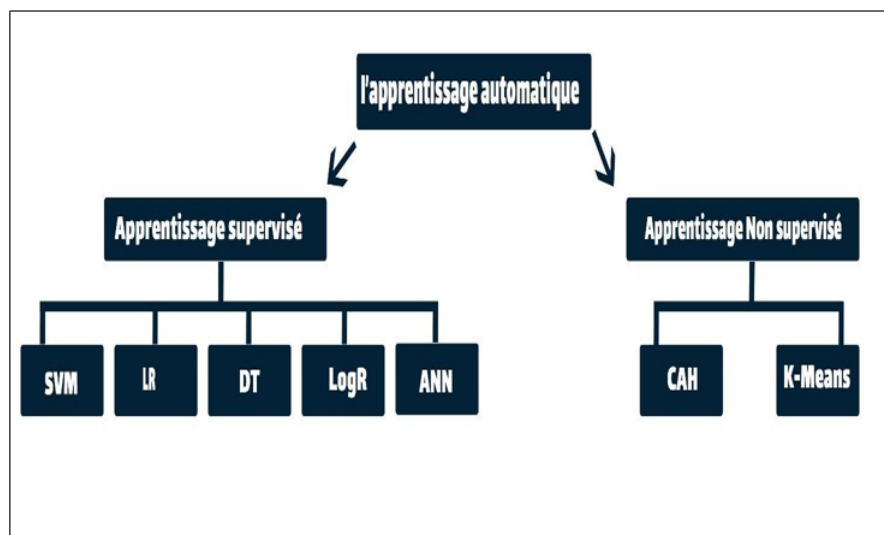 l'apprentissage automatique
Apprentissage supervisé
Apprentissage Non supervisé
SVM
LR
DT
LogR
ANN
CAH
K-Means